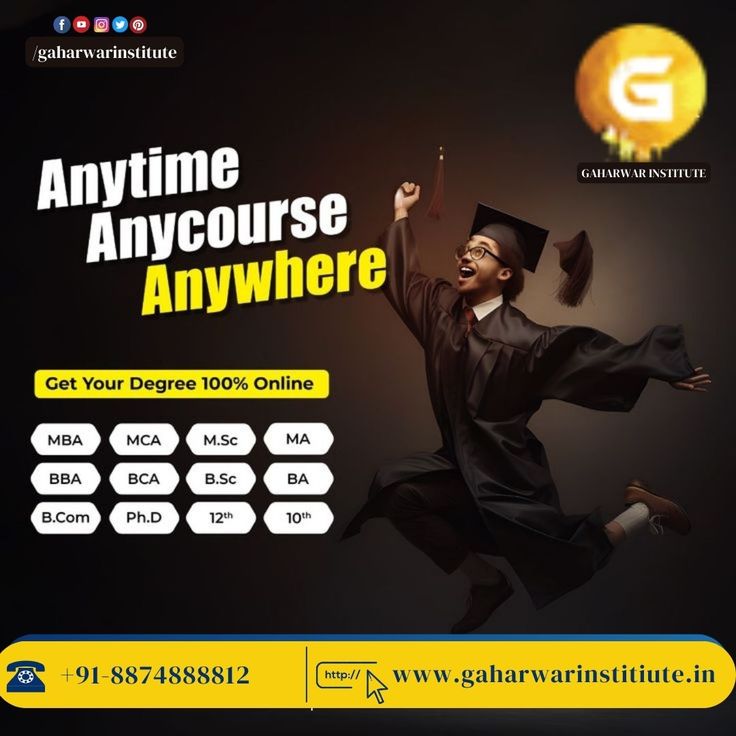 /gaharwarinstitute
G
GAHARWAR INSTITUTE
Anytime
Anycourse
Anywhere
Get Your Degree 100% Online
MBA MCA M.Sc MA
BBA BCA B.Sc BA
B.Com Ph.D 12th 10th
+91-8874888812 http:// www.gaharwarinstitiute.in